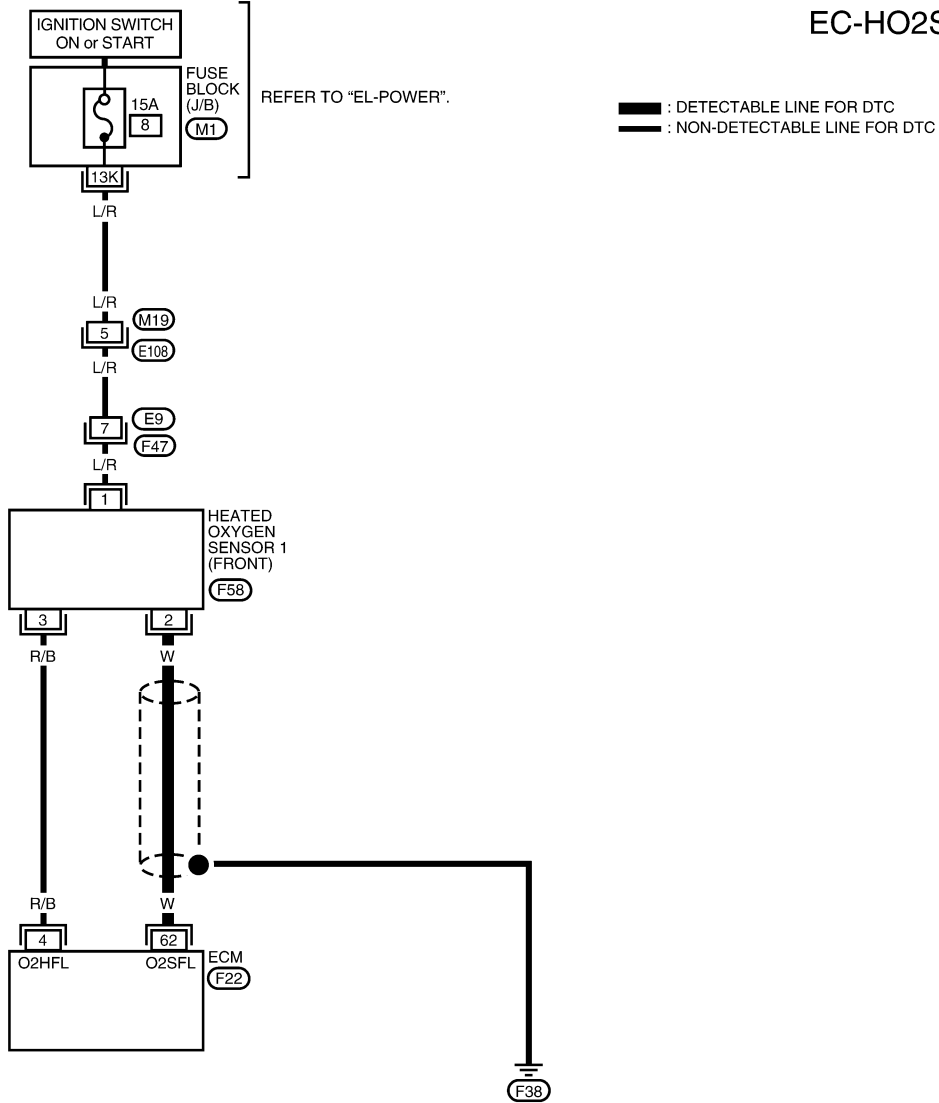 EC-HO2S
IGNITION SWITCH
ON or START
FUSE
BLOCK
(J/B)
M1
15A
8
REFER TO “EL-POWER”.
: DETECTABLE LINE FOR DTC
: NON-DETECTABLE LINE FOR DTC
13K
L/R
L/R
5
M19
E108
L/R
7
E9
F47
L/R
1
HEATED
OXYGEN
SENSOR 1
(FRONT)
F58
3
2
R/B
W
R/B
W
4
62
O2HFL
O2SFL
ECM
F22
F38